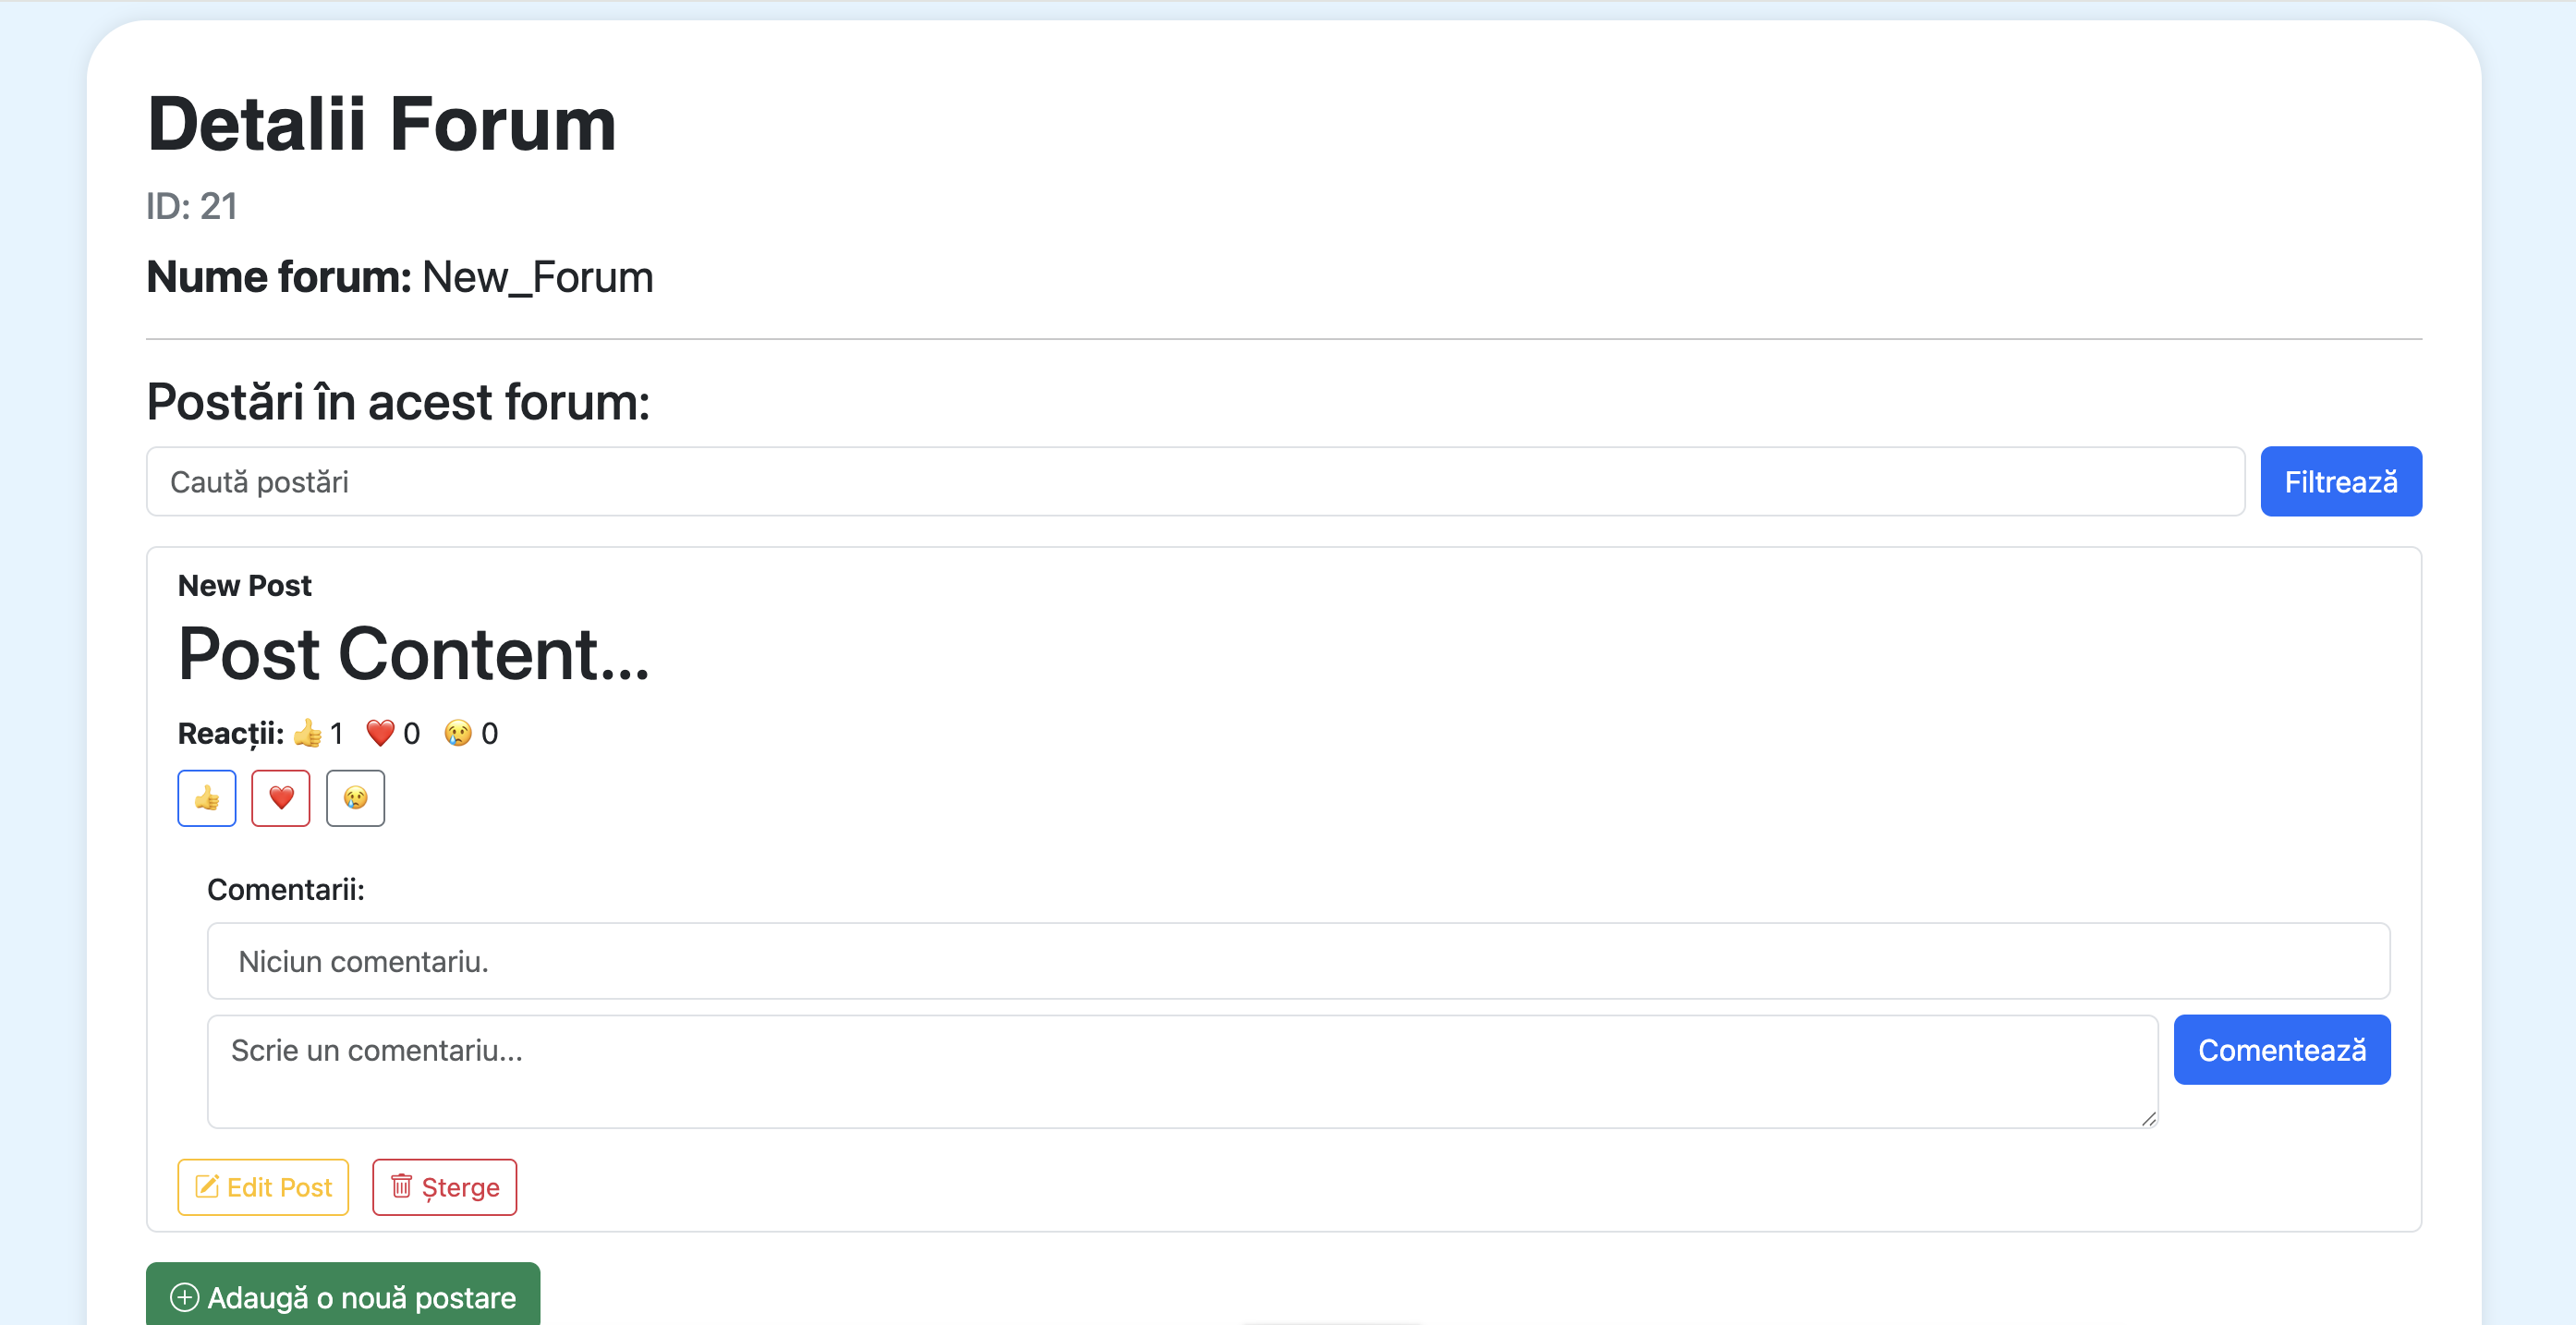 Detalii Forum
ID: 21
Nume forum: New_Forum
Postări în acest forum:
Caută postări
Filtrează
New Post
Post Content...
Reacții: 👍 1 ❤️ 0 😢 0
👍 ❤️ 😢
Comentarii:
Niciun comentariu.
Scrie un comentariu...
Comentează
Edit Post
Șterge
Adaugă o nouă postare